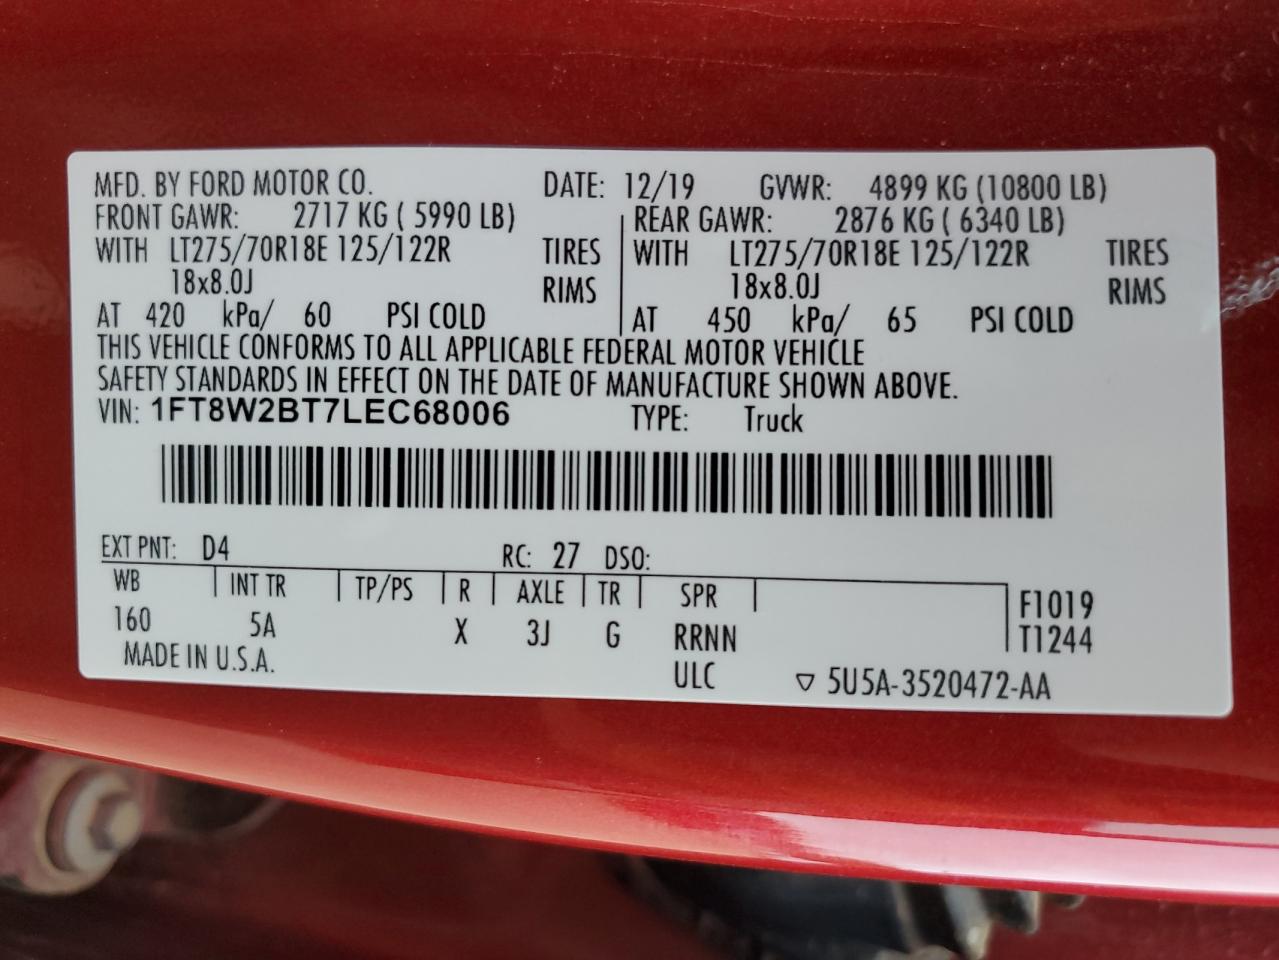 MFD. BY FORD MOTOR CO. DATE: 12/19 GVWR: 4899 KG (10800 LB)
FRONT GAWR: 2717 KG ( 5990 LB) REAR GAWR: 2876 KG ( 6340 LB)
WITH LT275/70R18E 125/122R TIRES WITH LT275/70R18E 125/122R TIRES
18x8.0J RIMS 18x8.0J RIMS
AT 420 kPa/ 60 PSI COLD AT 450 kPa/ 65 PSI COLD
THIS VEHICLE CONFORMS TO ALL APPLICABLE FEDERAL MOTOR VEHICLE
SAFETY STANDARDS IN EFFECT ON THE DATE OF MANUFACTURE SHOWN ABOVE.
VIN: 1FT8W2BT7LEC68006 TYPE: Truck
EXT PNT: D4 RC: 27 DSO:
WB INT TR TP/PS R AXLE TR SPR F1019
160 5A X 3J G RRNN T1244
MADE IN U.S.A. ULC ▽ 5U5A-3520472-AA